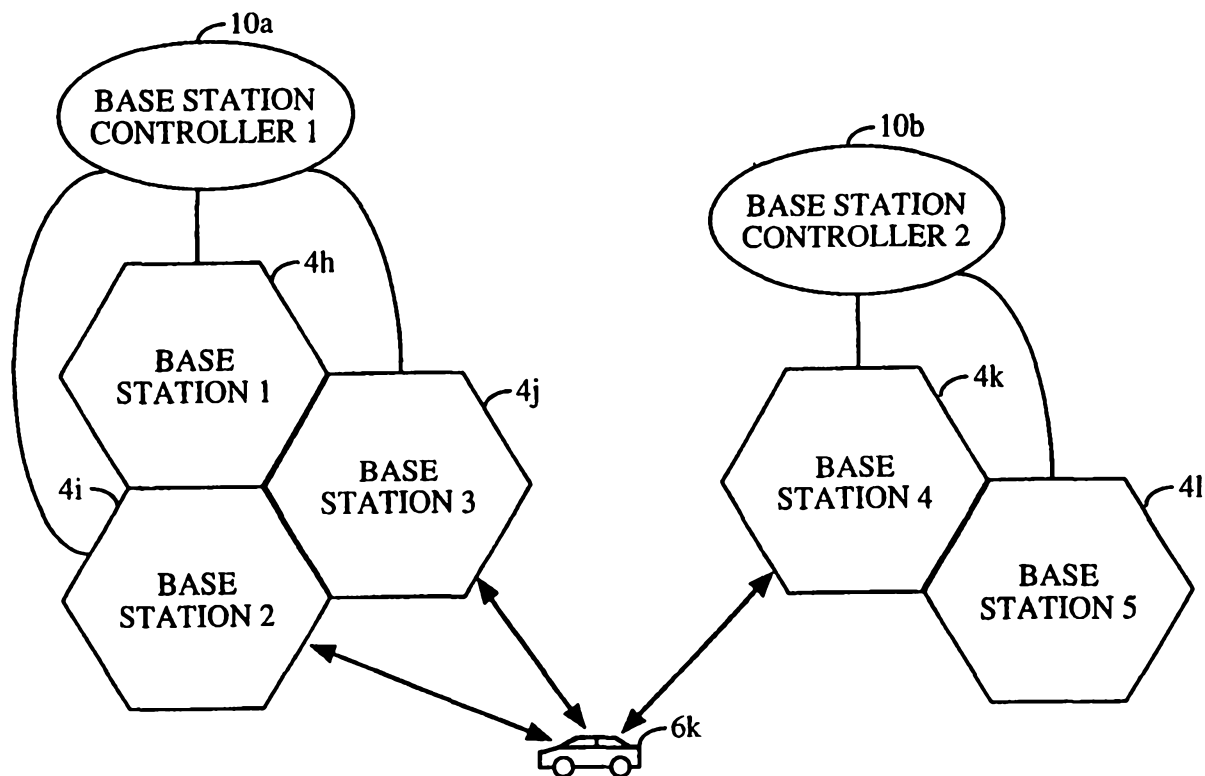 10a
BASE STATION
CONTROLLER 1
10b
BASE STATION
CONTROLLER 2
4h
BASE
STATION 1
4j
BASE
STATION 3
4i
BASE
STATION 2
4k
BASE
STATION 4
4l
BASE
STATION 5
6k